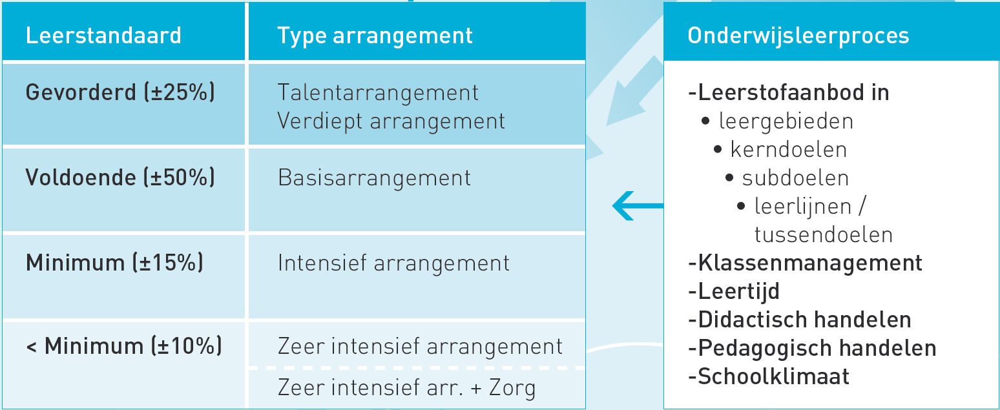 Leerstandaard
Type arrangement
Gevorderd (±25%)
Talentarrangement
Verdiept arrangement
Voldoende (±50%)
Basisarrangement
Minimum (±15%)
Intensief arrangement
< Minimum (±10%)
Zeer intensief arrangement
Zeer intensief arr. + Zorg
Onderwijsleerproces
-Leerstofaanbod in
• leergebieden
• kerndoelen
• subdoelen
• leerlijnen /
tussendoelen
-Klassenmanagement
-Leertijd
-Didactisch handelen
-Pedagogisch handelen
-Schoolklimaat